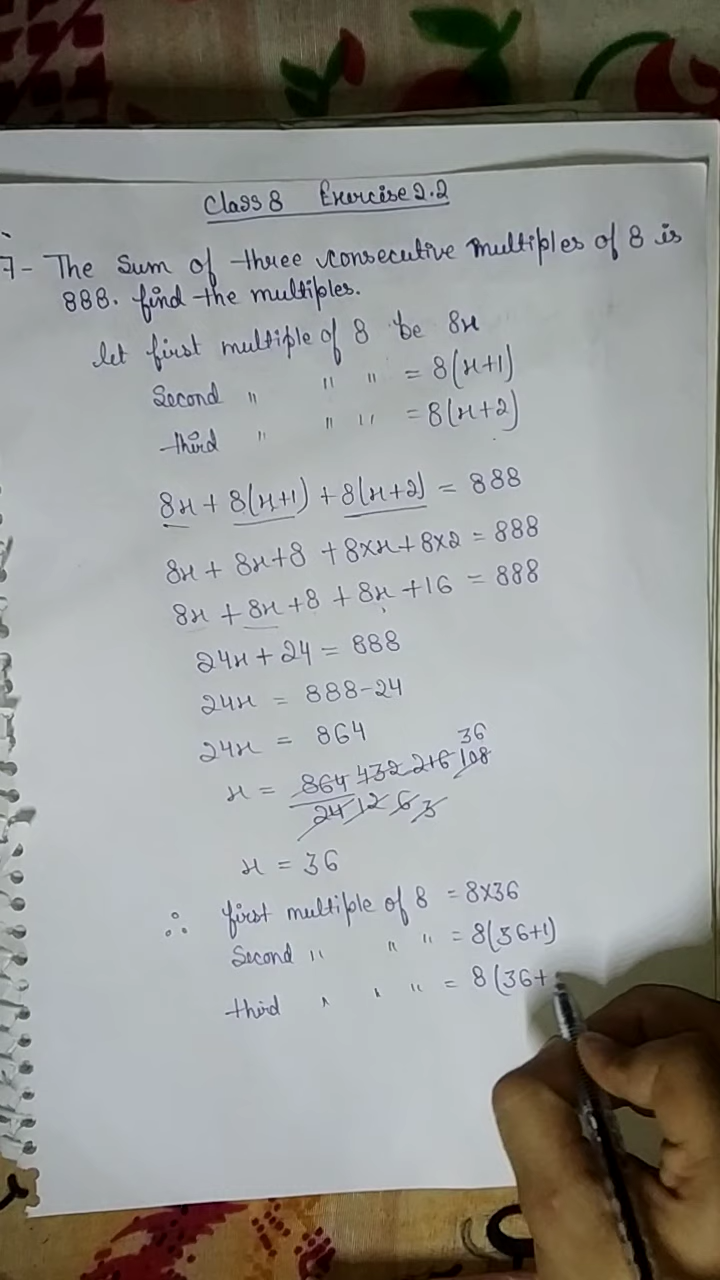 Class 8 Exercise 2.2
7- The Sum of three consecutive multiples of 8 is
888. find the multiples.
let first multiple of 8 be 8x
Second " " " = 8(x+1)
third " " " = 8(x+2)
8x + 8(x+1) + 8(x+2) = 888
8x + 8x+8 + 8×x+8×2 = 888
8x + 8x +8 + 8x +16 = 888
24x + 24 = 888
24x = 888-24
24x = 864
36
x = 864 432 216 108
24 12 6 3
x = 36
∴ first multiple of 8 = 8×36
Second " " " = 8(36+1)
third " " " = 8(36+